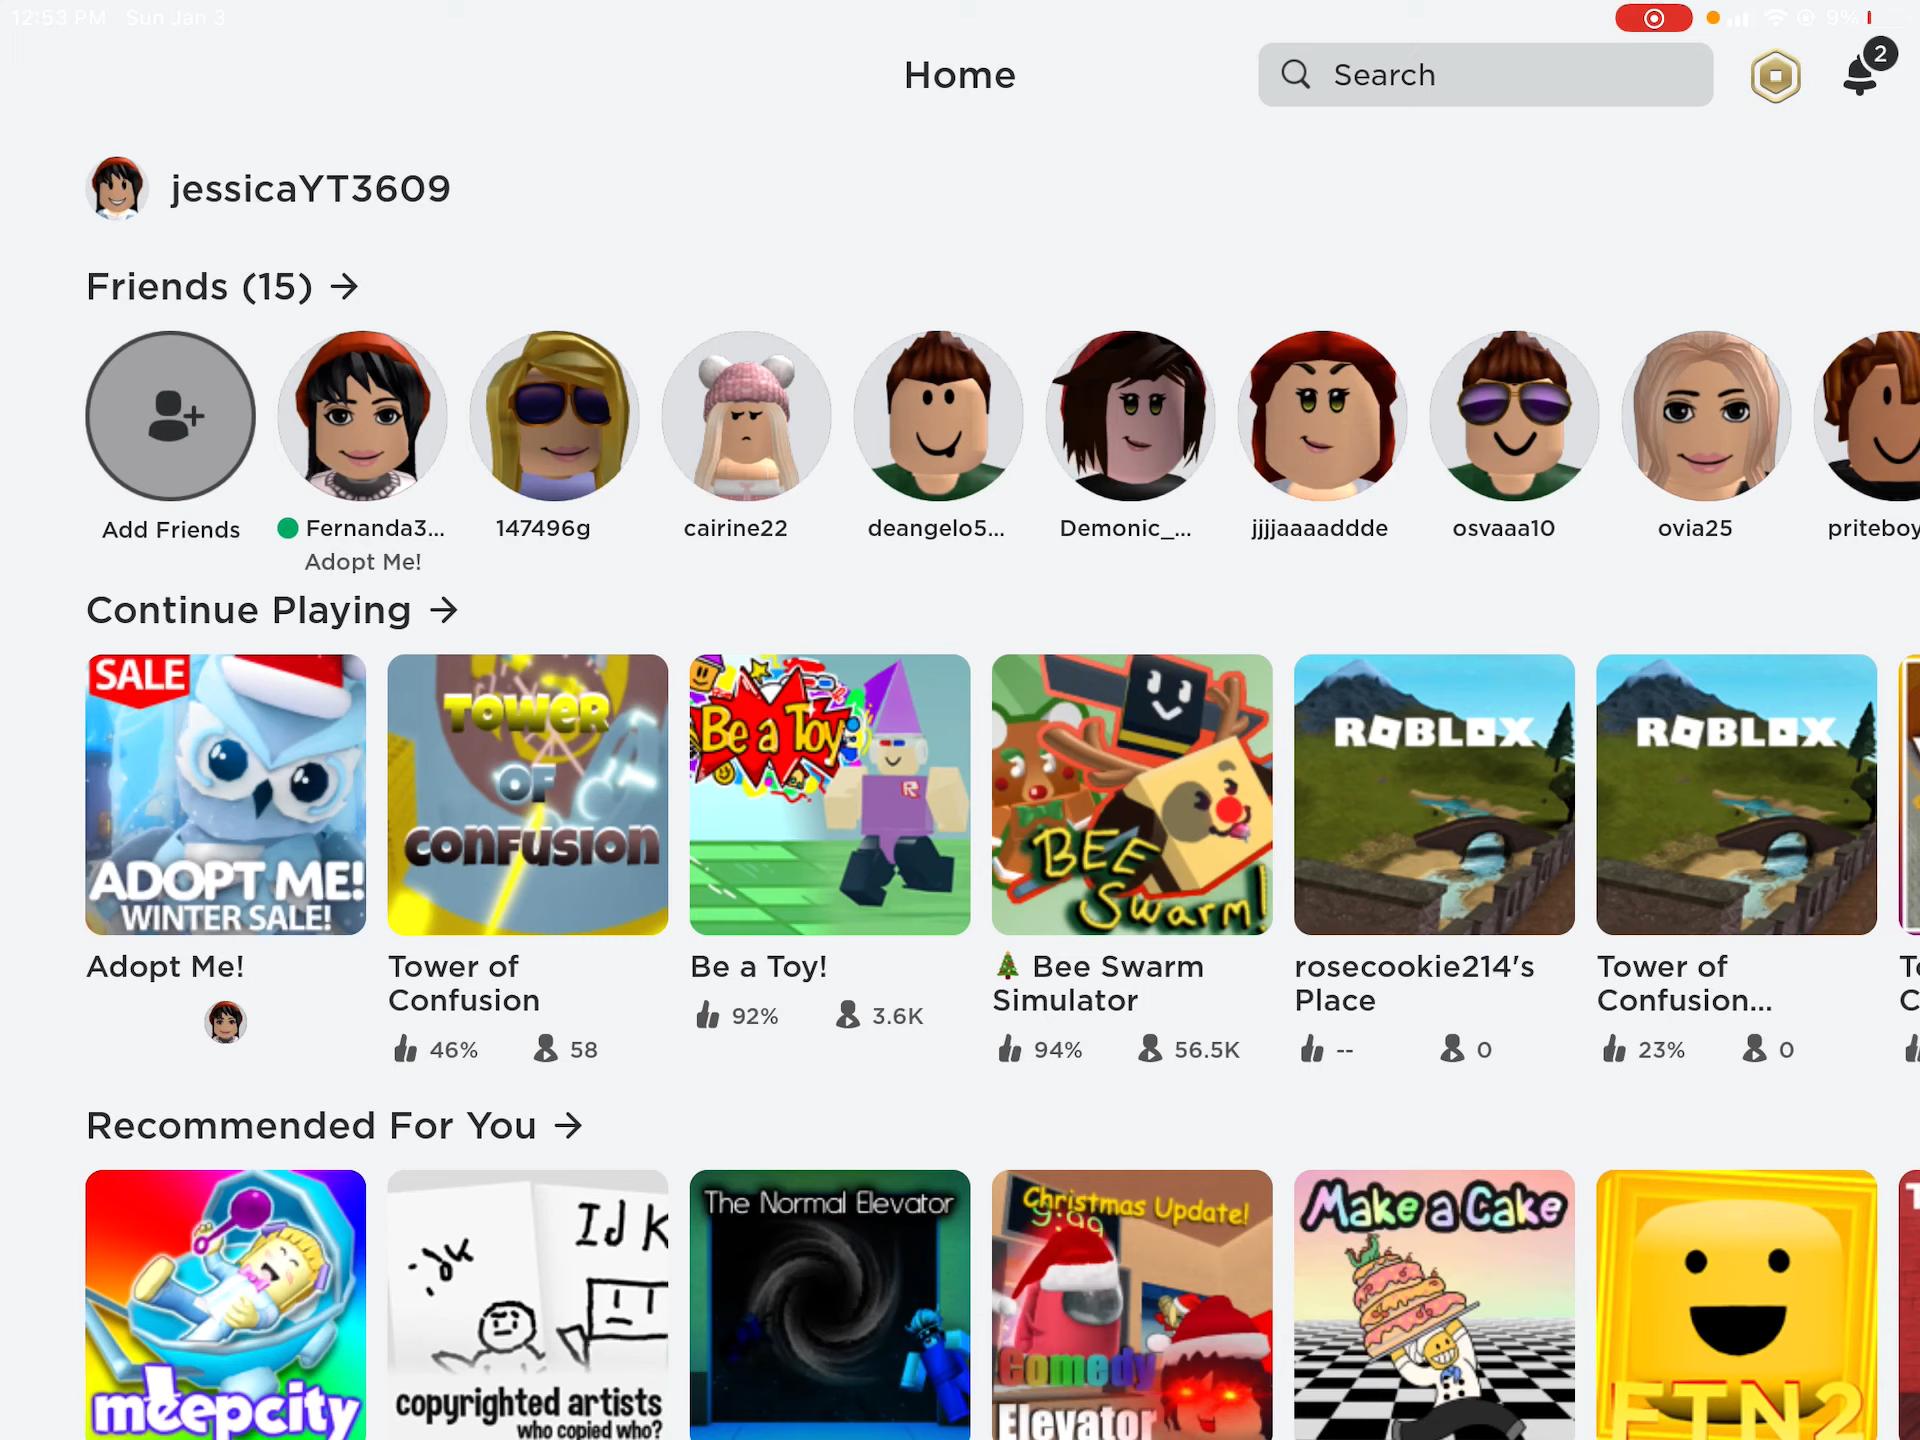 12:53 PM Sun Jan 3
9%
Home
Search
2
jessicaYT3609
Friends (15) →
Add Friends
Fernanda3...
147496g
cairine22
deangelo5...
Demonic_...
jjjjaaaaddde
osvaaa10
ovia25
priteboy
Adopt Me!
Continue Playing →
SALE
ADOPT ME!
WINTER SALE!
TOWER
OF
CONFUSION
Be a Toy
R
BEE
Swarm!
ROBLOX
ROBLOX
Adopt Me!
Tower of
Confusion
46% 58
Be a Toy!
92% 3.6K
🎄 Bee Swarm
Simulator
94% 56.5K
rosecookie214's
Place
-- 0
Tower of
Confusion...
23% 0
Recommended For You →
meepcity
;jk
IJK
copyrighted artists
who copied who?
The Normal Elevator
Christmas Update!
9:99
Comedy
Elevator
Make a Cake
FTN2